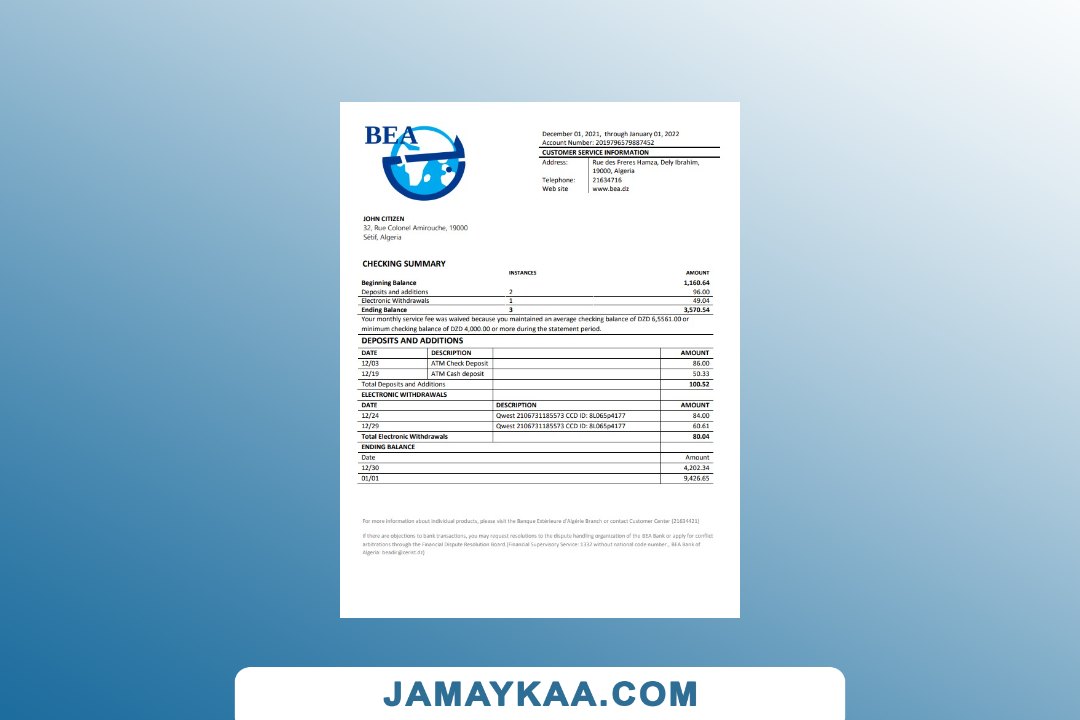 BEA
December 01, 2021, through January 01, 2022
Account Number: 2019796579887452
CUSTOMER SERVICE INFORMATION
Address: Rue des Freres Hamza, Dely Ibrahim,
19000, Algeria
Telephone: 21634716
Web site www.bea.dz
JOHN CITIZEN
32, Rue Colonel Amirouche, 19000
Sétif, Algeria
CHECKING SUMMARY
INSTANCES AMOUNT
Beginning Balance 1,160.64
Deposits and additions 2 96.00
Electronic Withdrawals 1 49.04
Ending Balance 3 3,570.54
Your monthly service fee was waived because you maintained an average checking balance of DZD 6,5561.00 or
minimum checking balance of DZD 4,000.00 or more during the statement period.
DEPOSITS AND ADDITIONS
DATE DESCRIPTION AMOUNT
12/03 ATM Check Deposit 86.00
12/19 ATM Cash deposit 50.33
Total Deposits and Additions 100.52
ELECTRONIC WITHDRAWALS
DATE DESCRIPTION AMOUNT
12/24 Qwest 2106731185573 CCD ID: 8L065p4177 84.00
12/29 Qwest 2106731185573 CCD ID: 8L065p4177 60.61
Total Electronic Withdrawals 80.04
ENDING BALANCE
Date Amount
12/30 4,202.34
01/01 9,426.65
For more information about individual products, please visit the Banque Extérieure d'Algérie Branch or contact Customer Center (21634421)
If there are objections to bank transactions, you may request resolutions to the dispute handling organization of the BEA Bank or apply for conflict
arbitrations through the Financial Dispute Resolution Board (Financial Supervisory Service: 1332 without national code number., BEA Bank of
Algeria:
JAMAYKAA.COM